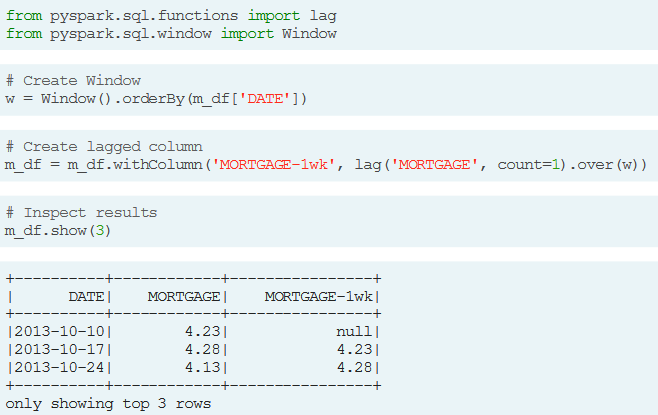 from pyspark.sql.functions import lag
from pyspark.sql.window import Window
# Create Window
w = Window().orderBy(m_df['DATE'])
# Create lagged column
m_df = m_df.withColumn('MORTGAGE-1wk', lag('MORTGAGE', count=1).over(w))
# Inspect results
m_df.show(3)
+----------+------------+----------------+
|      DATE|    MORTGAGE|    MORTGAGE-1wk|
+----------+------------+----------------+
|2013-10-10|        4.23|            null|
|2013-10-17|        4.28|            4.23|
|2013-10-24|        4.13|            4.28|
+----------+------------+----------------+
only showing top 3 rows